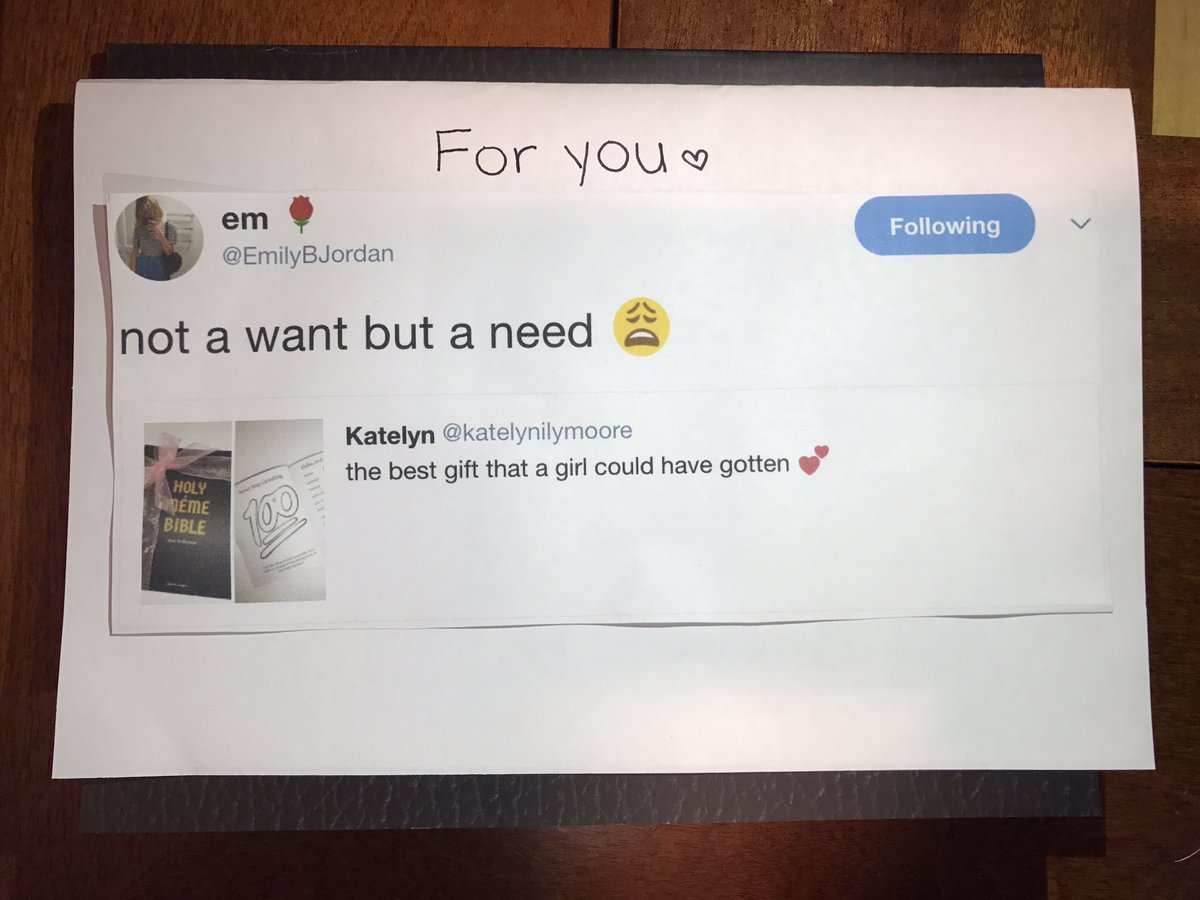 For you ♡
em 🌹
@EmilyBJordan
Following
not a want but a need 😩
Katelyn @katelynilymoore
the best gift that a girl could have gotten 💕
HOLY
MEME
BIBLE
100